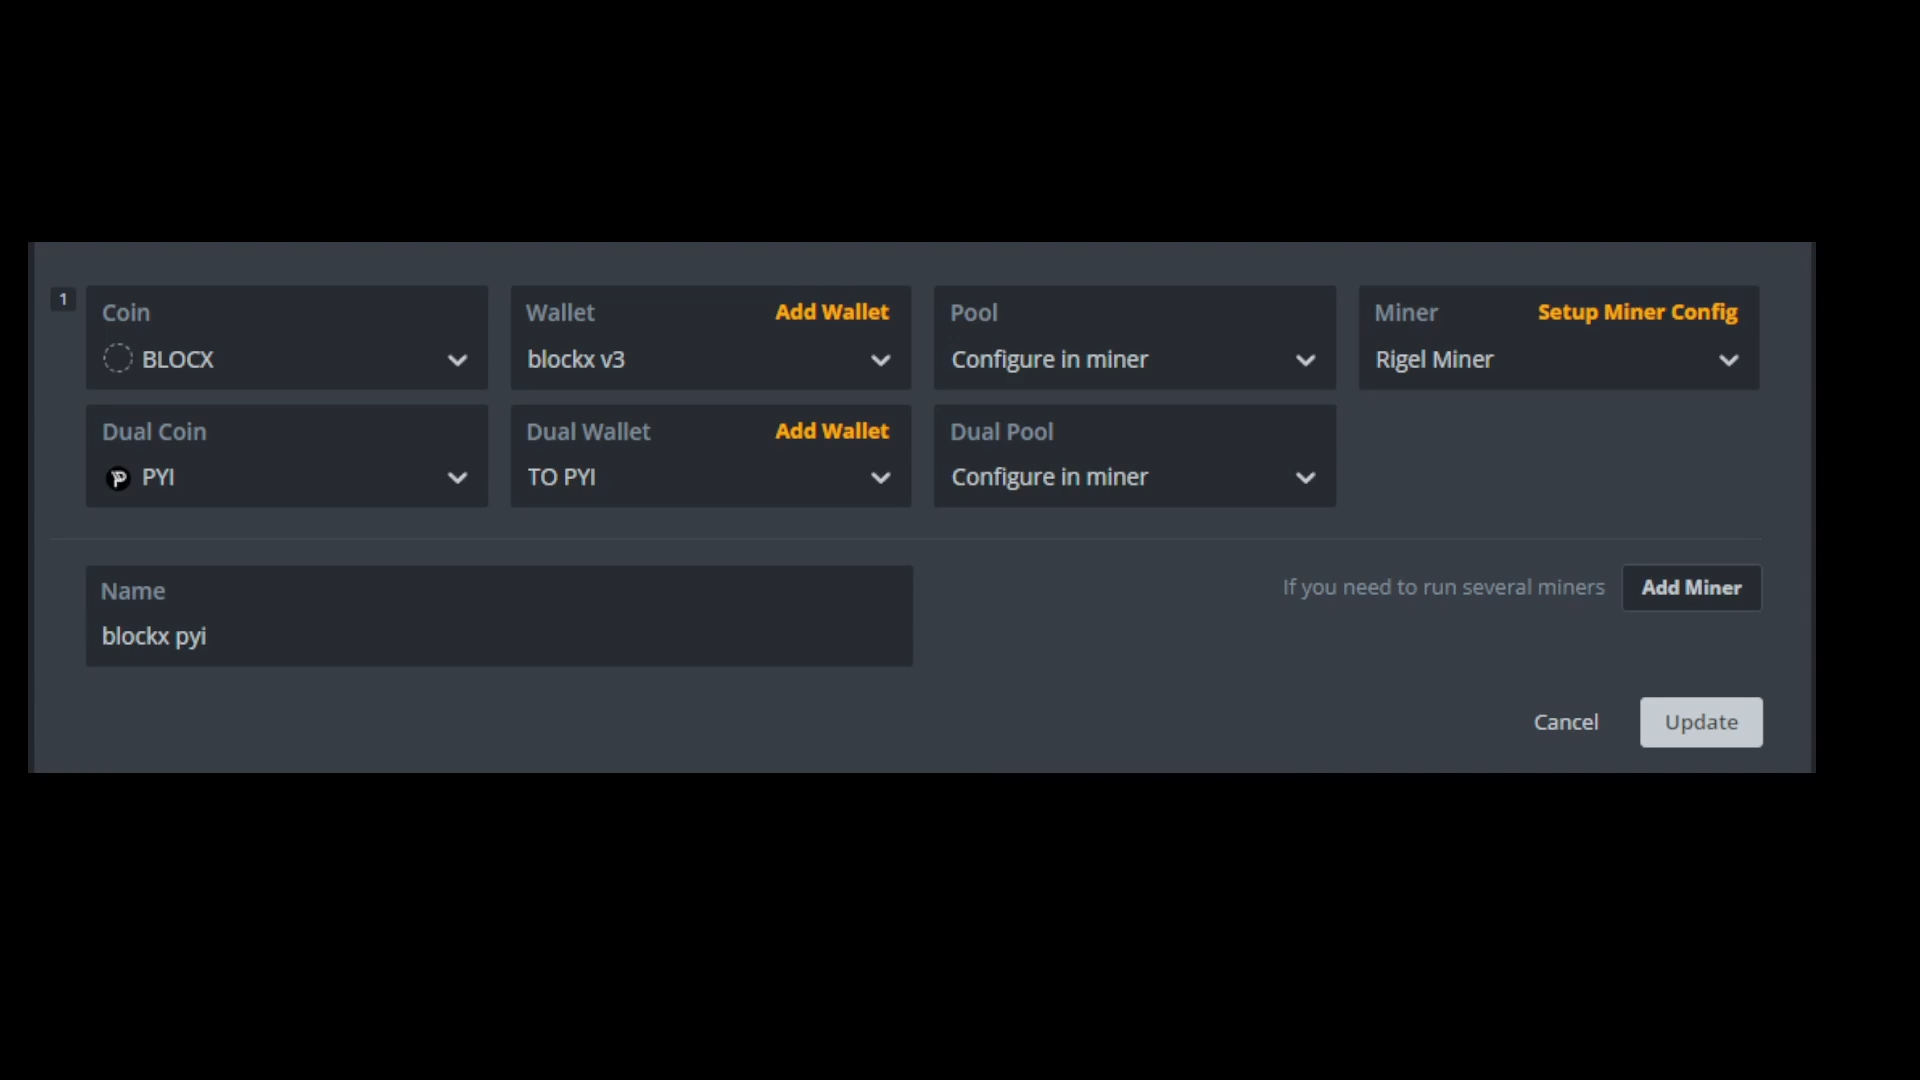 1
Coin
BLOCX
Wallet Add Wallet
blockx v3
Pool
Configure in miner
Miner Setup Miner Config
Rigel Miner
Dual Coin
PYI
Dual Wallet Add Wallet
TO PYI
Dual Pool
Configure in miner
Name
blockx pyi
If you need to run several miners Add Miner
Cancel Update